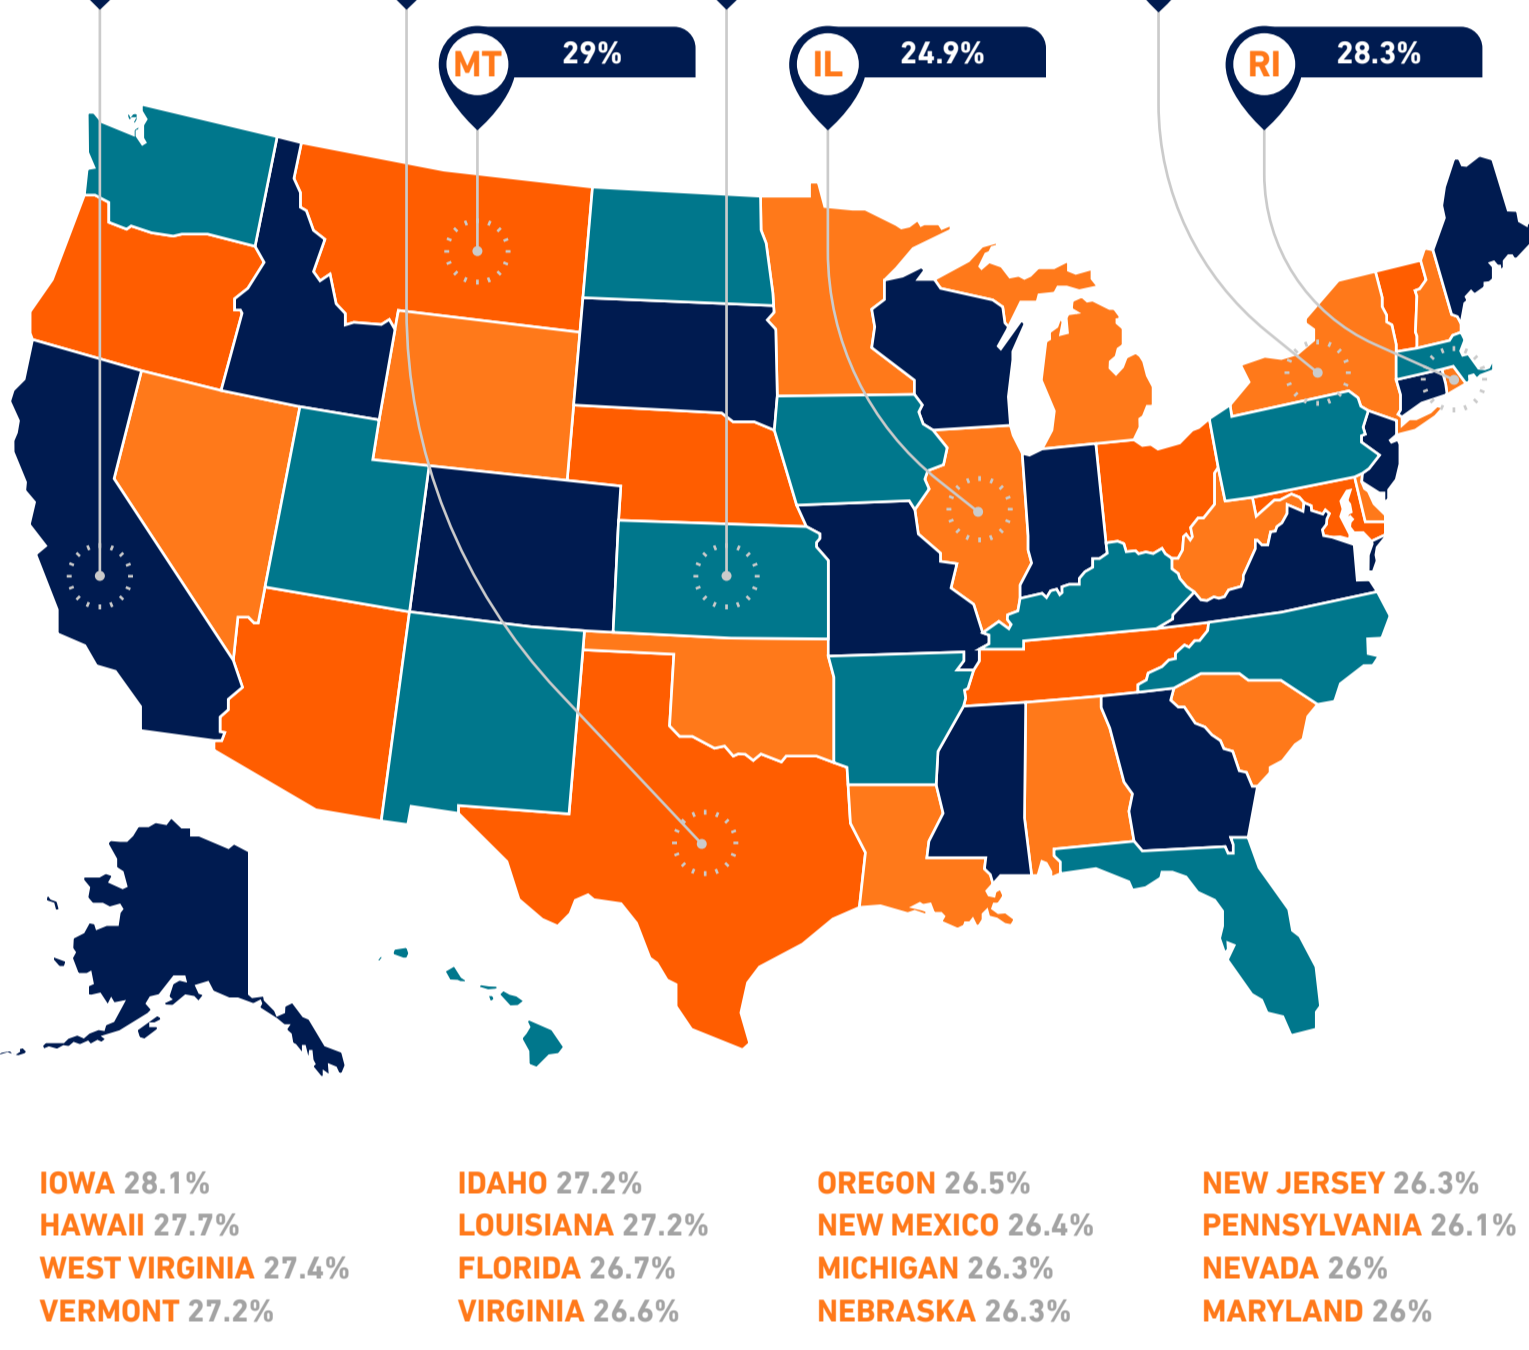 MT 29%
IL 24.9%
RI 28.3%
IOWA 28.1%
HAWAII 27.7%
WEST VIRGINIA 27.4%
VERMONT 27.2%
IDAHO 27.2%
LOUISIANA 27.2%
FLORIDA 26.7%
VIRGINIA 26.6%
OREGON 26.5%
NEW MEXICO 26.4%
MICHIGAN 26.3%
NEBRASKA 26.3%
NEW JERSEY 26.3%
PENNSYLVANIA 26.1%
NEVADA 26%
MARYLAND 26%